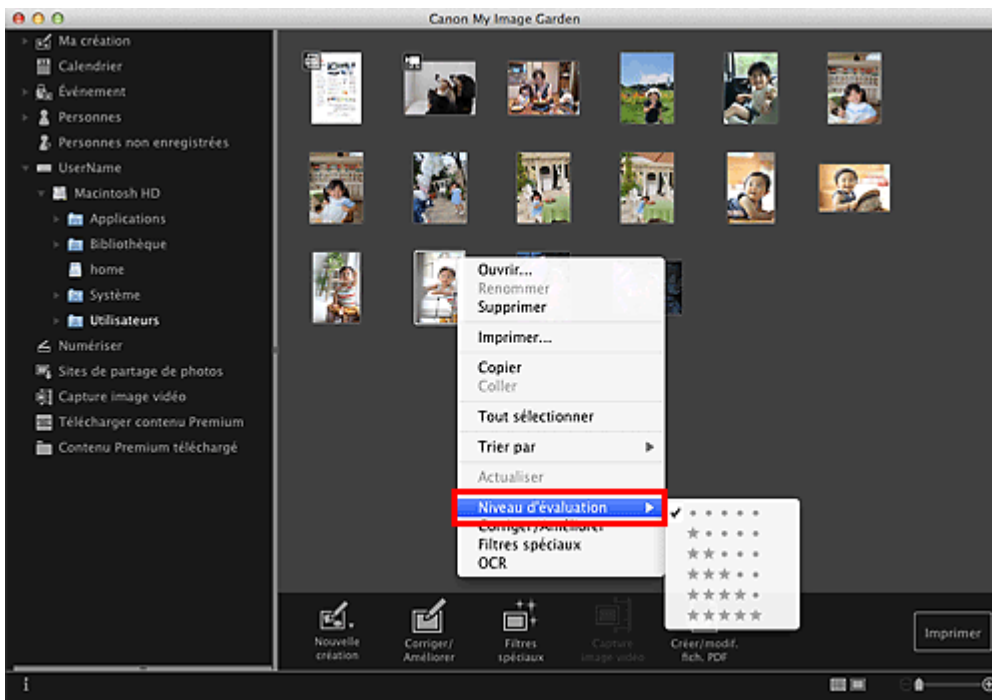 Canon My Image Garden
Ma création
Calendrier
Événement
Personnes
Personnes non enregistrées
UserName
Macintosh HD
Applications
Bibliothèque
home
Système
Utilisateurs
Numériser
Sites de partage de photos
Capture image vidéo
Télécharger contenu Premium
Contenu Premium téléchargé
Ouvrir...
Renommer
Supprimer
Imprimer...
Copier
Coller
Tout sélectionner
Trier par
Actualiser
Niveau d'évaluation
Corriger/Améliorer
Filtres spéciaux
OCR
Nouvelle
création
Corriger/
Améliorer
Filtres
spéciaux
Capture
image vidéo
Créer/modif.
fich. PDF
Imprimer